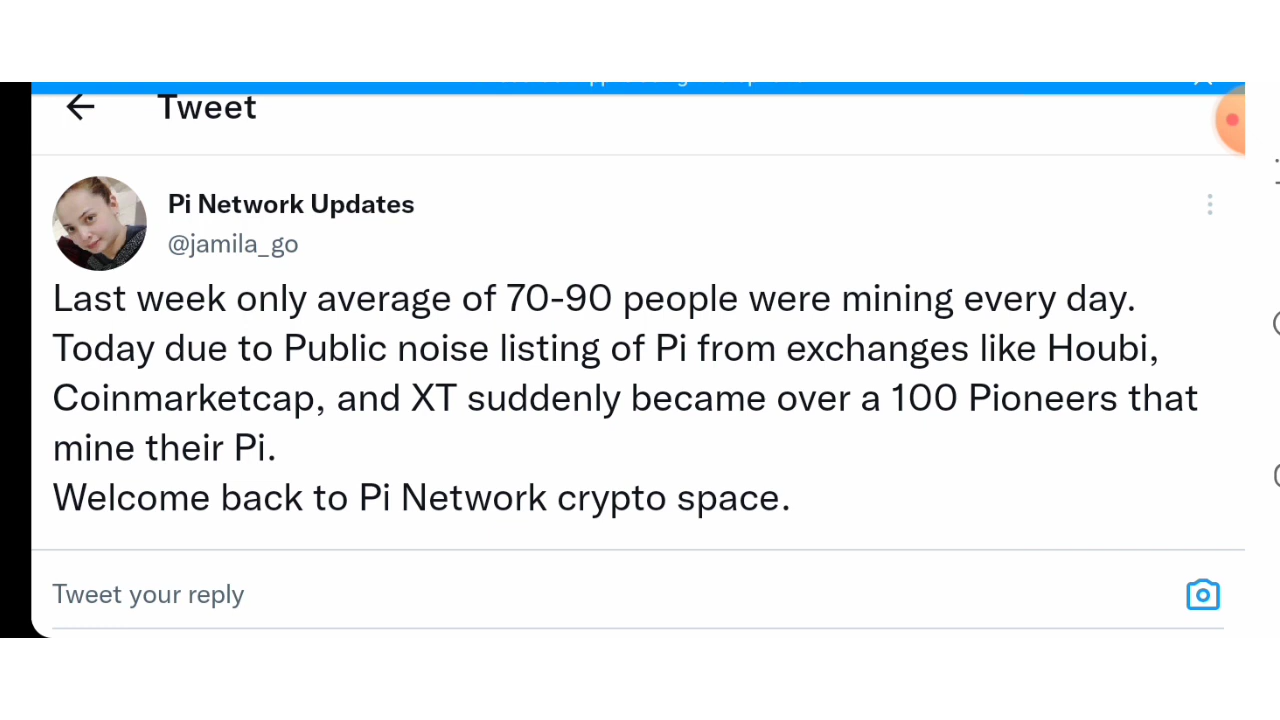 Tweet
Pi Network Updates
@jamila_go
Last week only average of 70-90 people were mining every day.
Today due to Public noise listing of Pi from exchanges like Houbi,
Coinmarketcap, and XT suddenly became over a 100 Pioneers that
mine their Pi.
Welcome back to Pi Network crypto space.
Tweet your reply